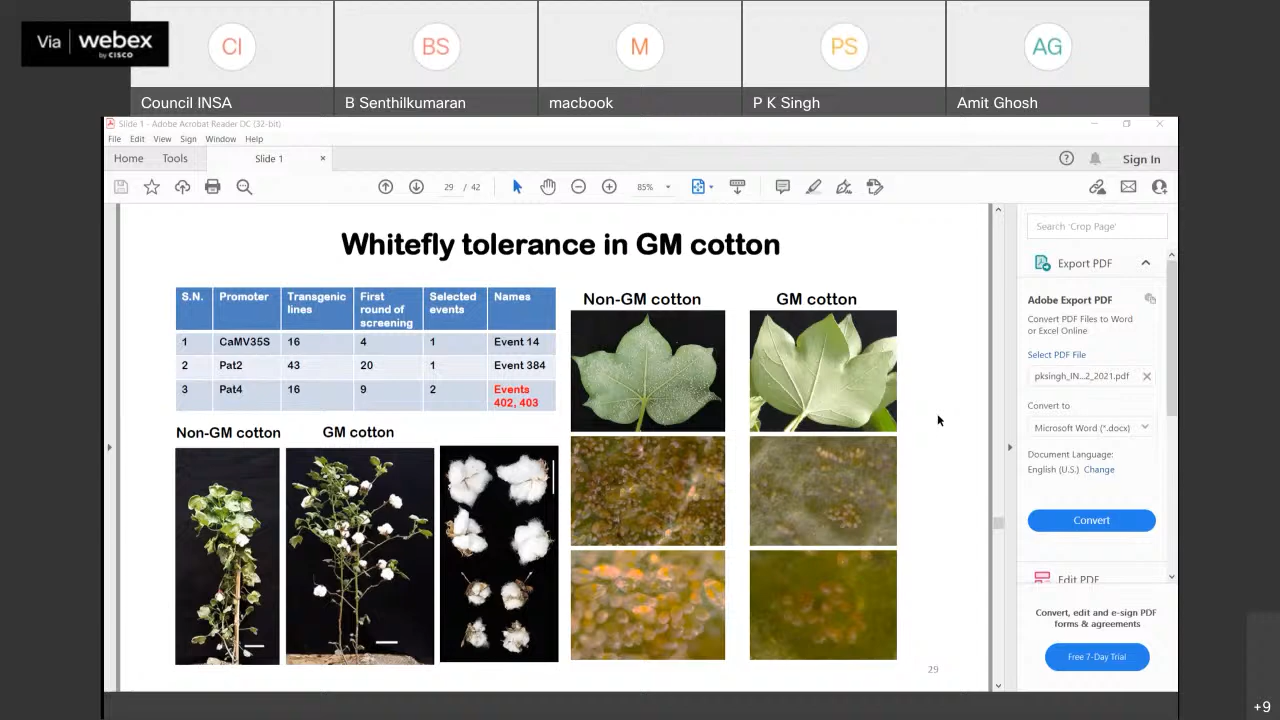 Via webex
by CISCO
CI
BS
M
PS
AG
Council INSA
B Senthilkumaran
macbook
P K Singh
Amit Ghosh
Slide 1 - Adobe Acrobat Reader DC (32-bit)
File Edit View Sign Window Help
Home Tools Slide 1 × Sign In
29 / 42 85%
Whitefly tolerance in GM cotton
S.N. Promoter Transgenic lines First round of screening Selected events Names
1 CaMV35S 16 4 1 Event 14
2 Pat2 43 20 1 Event 384
3 Pat4 16 9 2 Events 402, 403
Non-GM cotton GM cotton
Non-GM cotton GM cotton
29
Search 'Crop Page'
Export PDF
Adobe Export PDF
Convert PDF Files to Word
or Excel Online
Select PDF File
pksingh_IN...2_2021.pdf
Convert to
Microsoft Word (*.docx)
Document Language:
English (U.S.) Change
Convert
Edit PDF
Convert, edit and e-sign PDF
forms & agreements
Free 7-Day Trial
+9